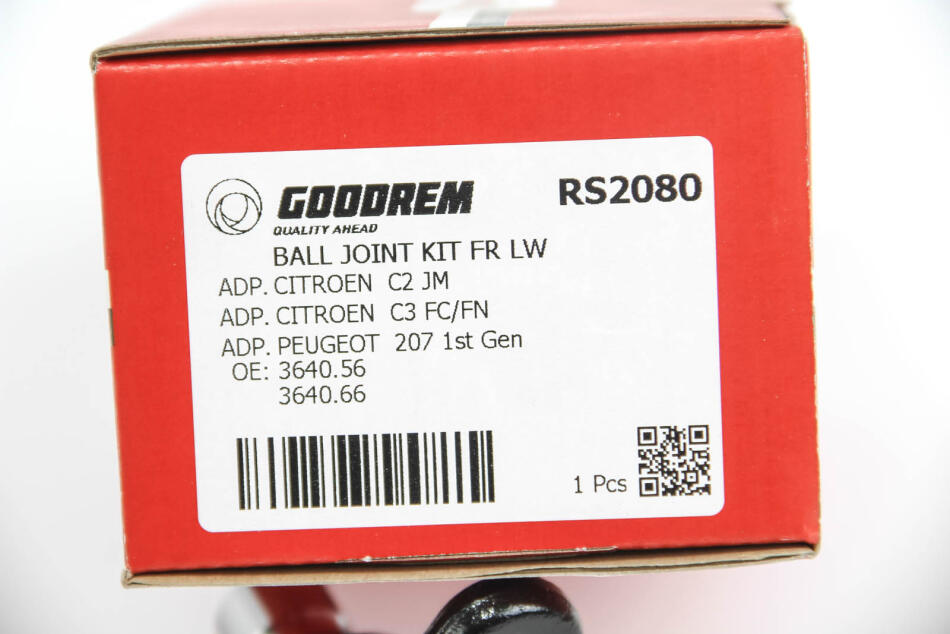 GOODREM
RS2080
QUALITY AHEAD
BALL JOINT KIT FR LW
ADP. CITROEN C2 JM
ADP. CITROEN C3 FC/FN
ADP. PEUGEOT 207 1st Gen
OE: 3640.56
3640.66
1 Pcs